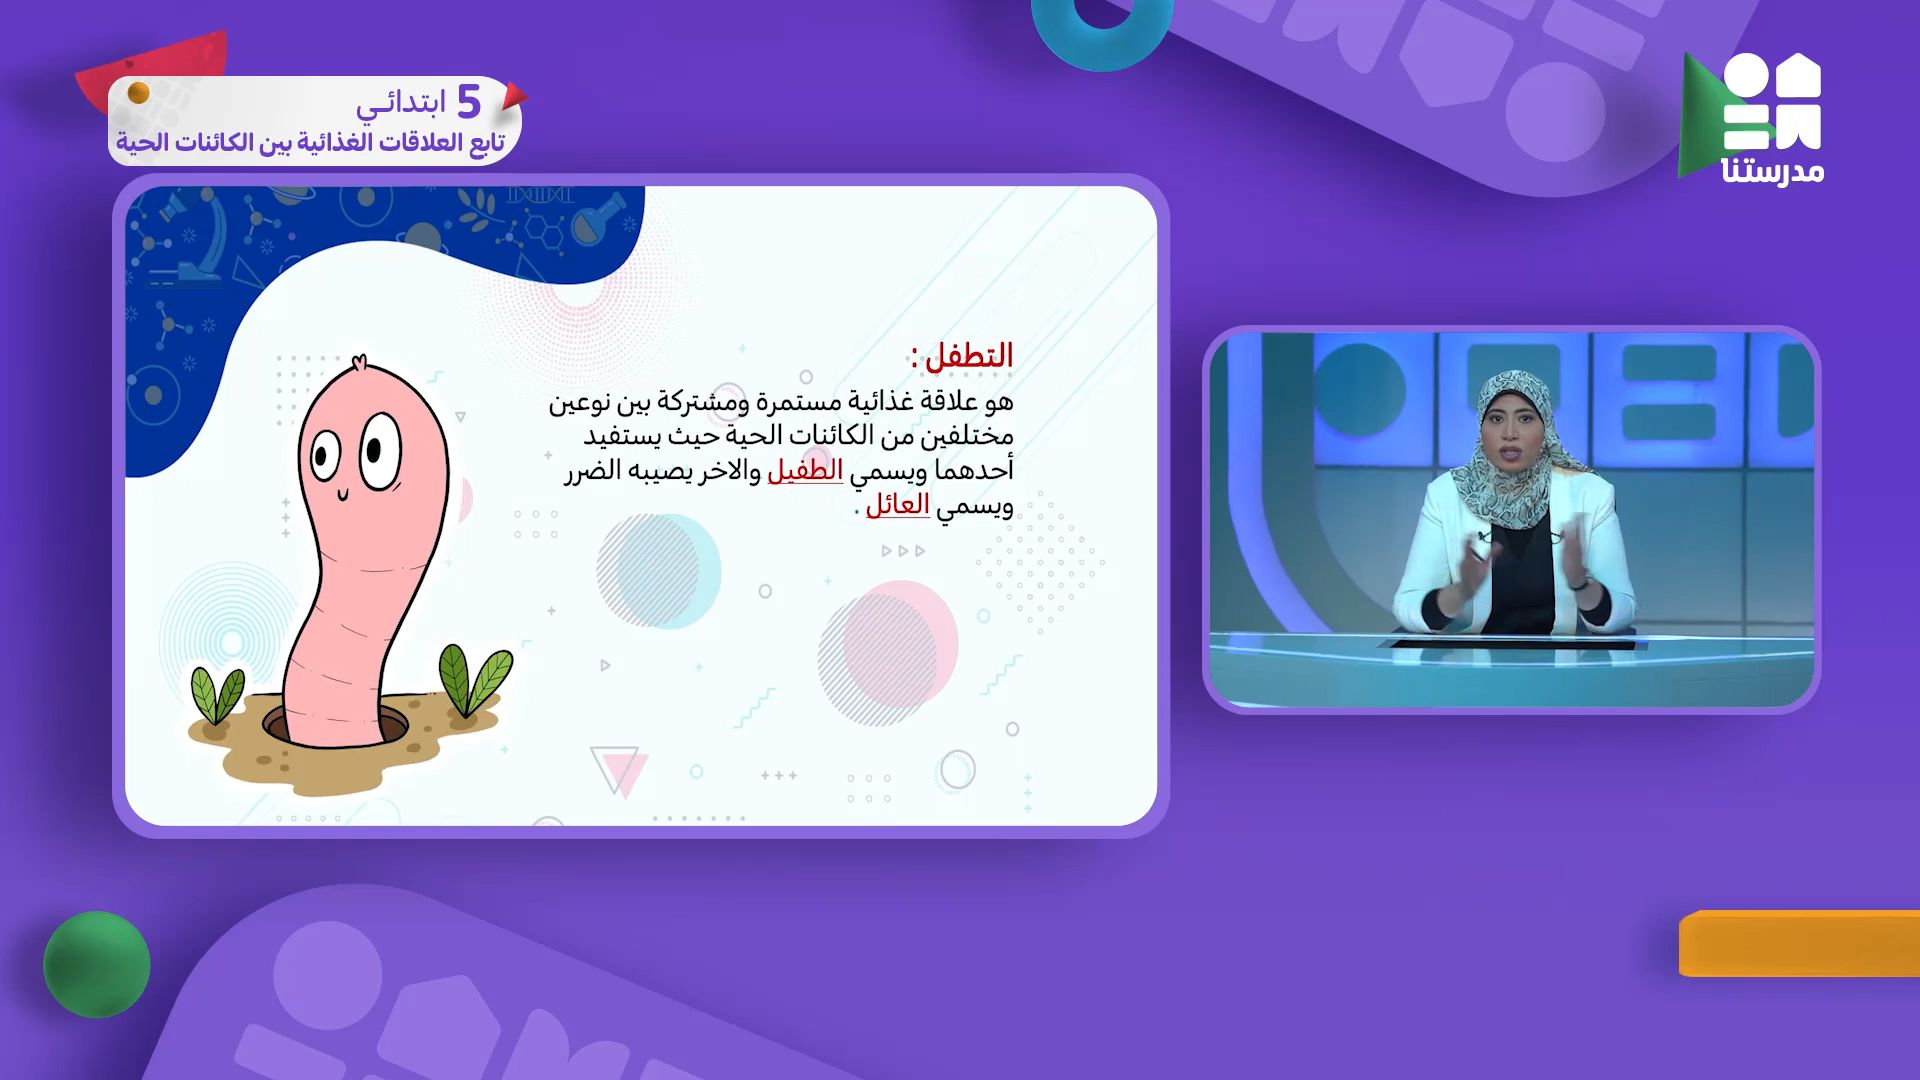 5 ابتدائي
تابع العلاقات الغذائية بين الكائنات الحية
مدرستنا
التطفل :
هو علاقة غذائية مستمرة ومشتركة بين نوعين
مختلفين من الكائنات الحية حيث يستفيد
أحدهما ويسمي الطفيل والاخر يصيبه الضرر
ويسمي العائل .